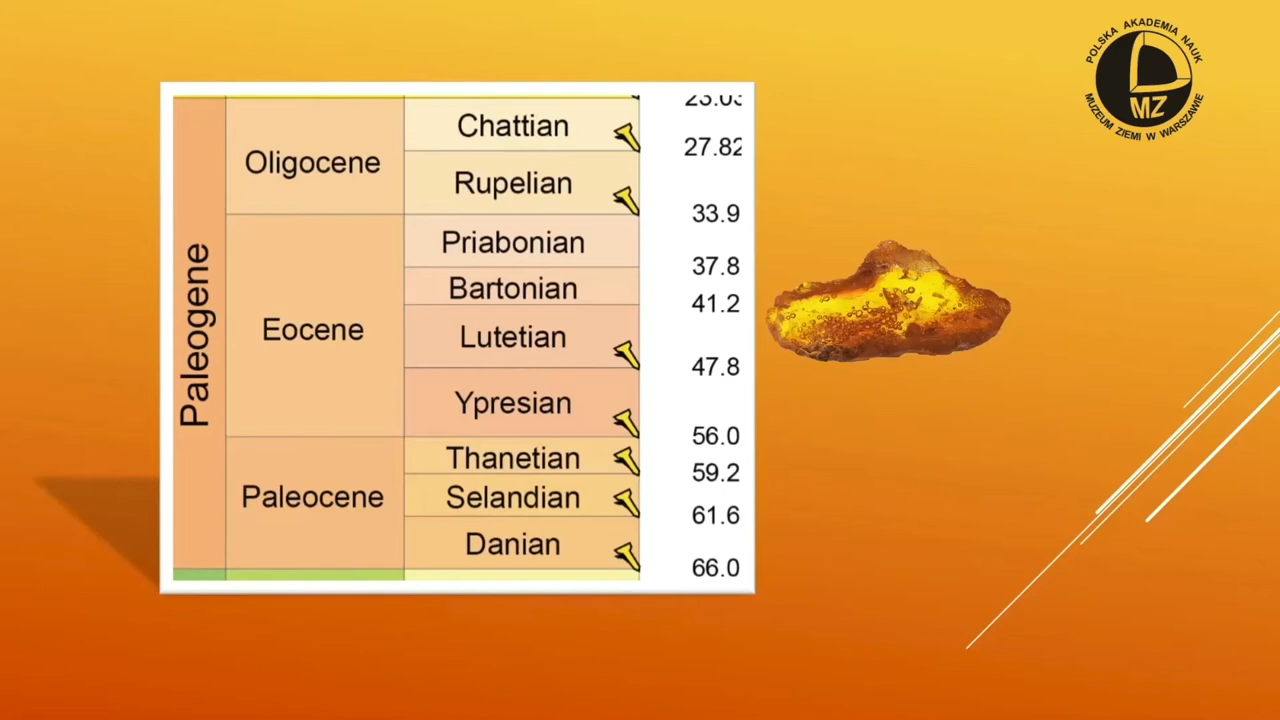 POLSKA AKADEMIA NAUK
MZ
MUZEUM ZIEMI W WARSZAWIE
Paleogene
Oligocene
Eocene
Paleocene
Chattian
Rupelian
Priabonian
Bartonian
Lutetian
Ypresian
Thanetian
Selandian
Danian
27.82
33.9
37.8
41.2
47.8
56.0
59.2
61.6
66.0